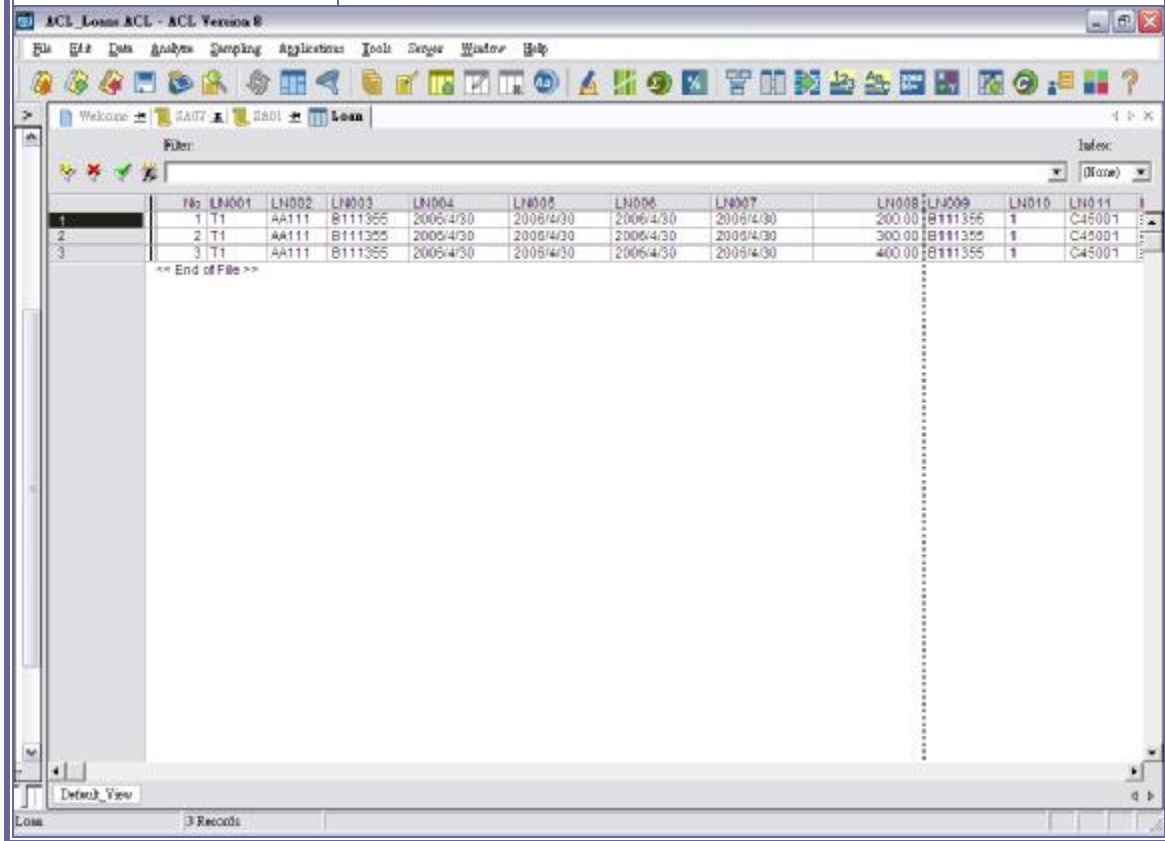 ACL_Loans.ACL - ACL Version 8
File Edit Data Analyze Sampling Applications Tools Server Window Help
Welcome SA07 SA01 Loan
Filter: Index:
(None)
No LN001 LN002 LN003 LN004 LN005 LN006 LN007 LN008 LN009 LN010 LN011
1 1 T1 AA111 B111355 2006/4/30 2006/4/30 2006/4/30 2006/4/30 200.00 B111355 1 C45001
2 2 T1 AA111 B111355 2006/4/30 2006/4/30 2006/4/30 2006/4/30 300.00 B111355 1 C45001
3 3 T1 AA111 B111355 2006/4/30 2006/4/30 2006/4/30 2006/4/30 400.00 B111355 1 C45001
<< End of File >>
Default_View
Loan 3 Records